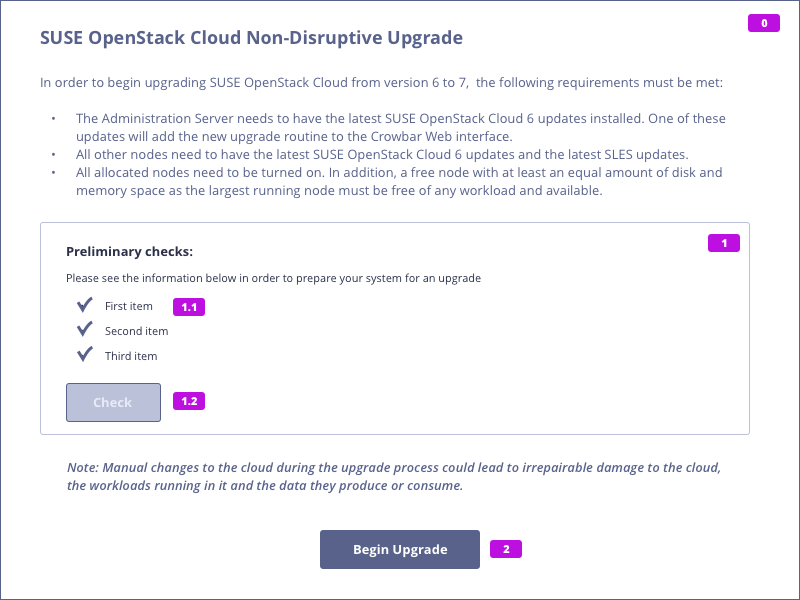 0
SUSE OpenStack Cloud Non-Disruptive Upgrade
In order to begin upgrading SUSE OpenStack Cloud from version 6 to 7,  the following requirements must be met:
• The Administration Server needs to have the latest SUSE OpenStack Cloud 6 updates installed. One of these
updates will add the new upgrade routine to the Crowbar Web interface.
• All other nodes need to have the latest SUSE OpenStack Cloud 6 updates and the latest SLES updates.
• All allocated nodes need to be turned on. In addition, a free node with at least an equal amount of disk and
memory space as the largest running node must be free of any workload and available.
1
Preliminary checks:
Please see the information below in order to prepare your system for an upgrade
First item 1.1
Second item
Third item
Check 1.2
Note: Manual changes to the cloud during the upgrade process could lead to irrepairable damage to the cloud,
the workloads running in it and the data they produce or consume.
Begin Upgrade 2